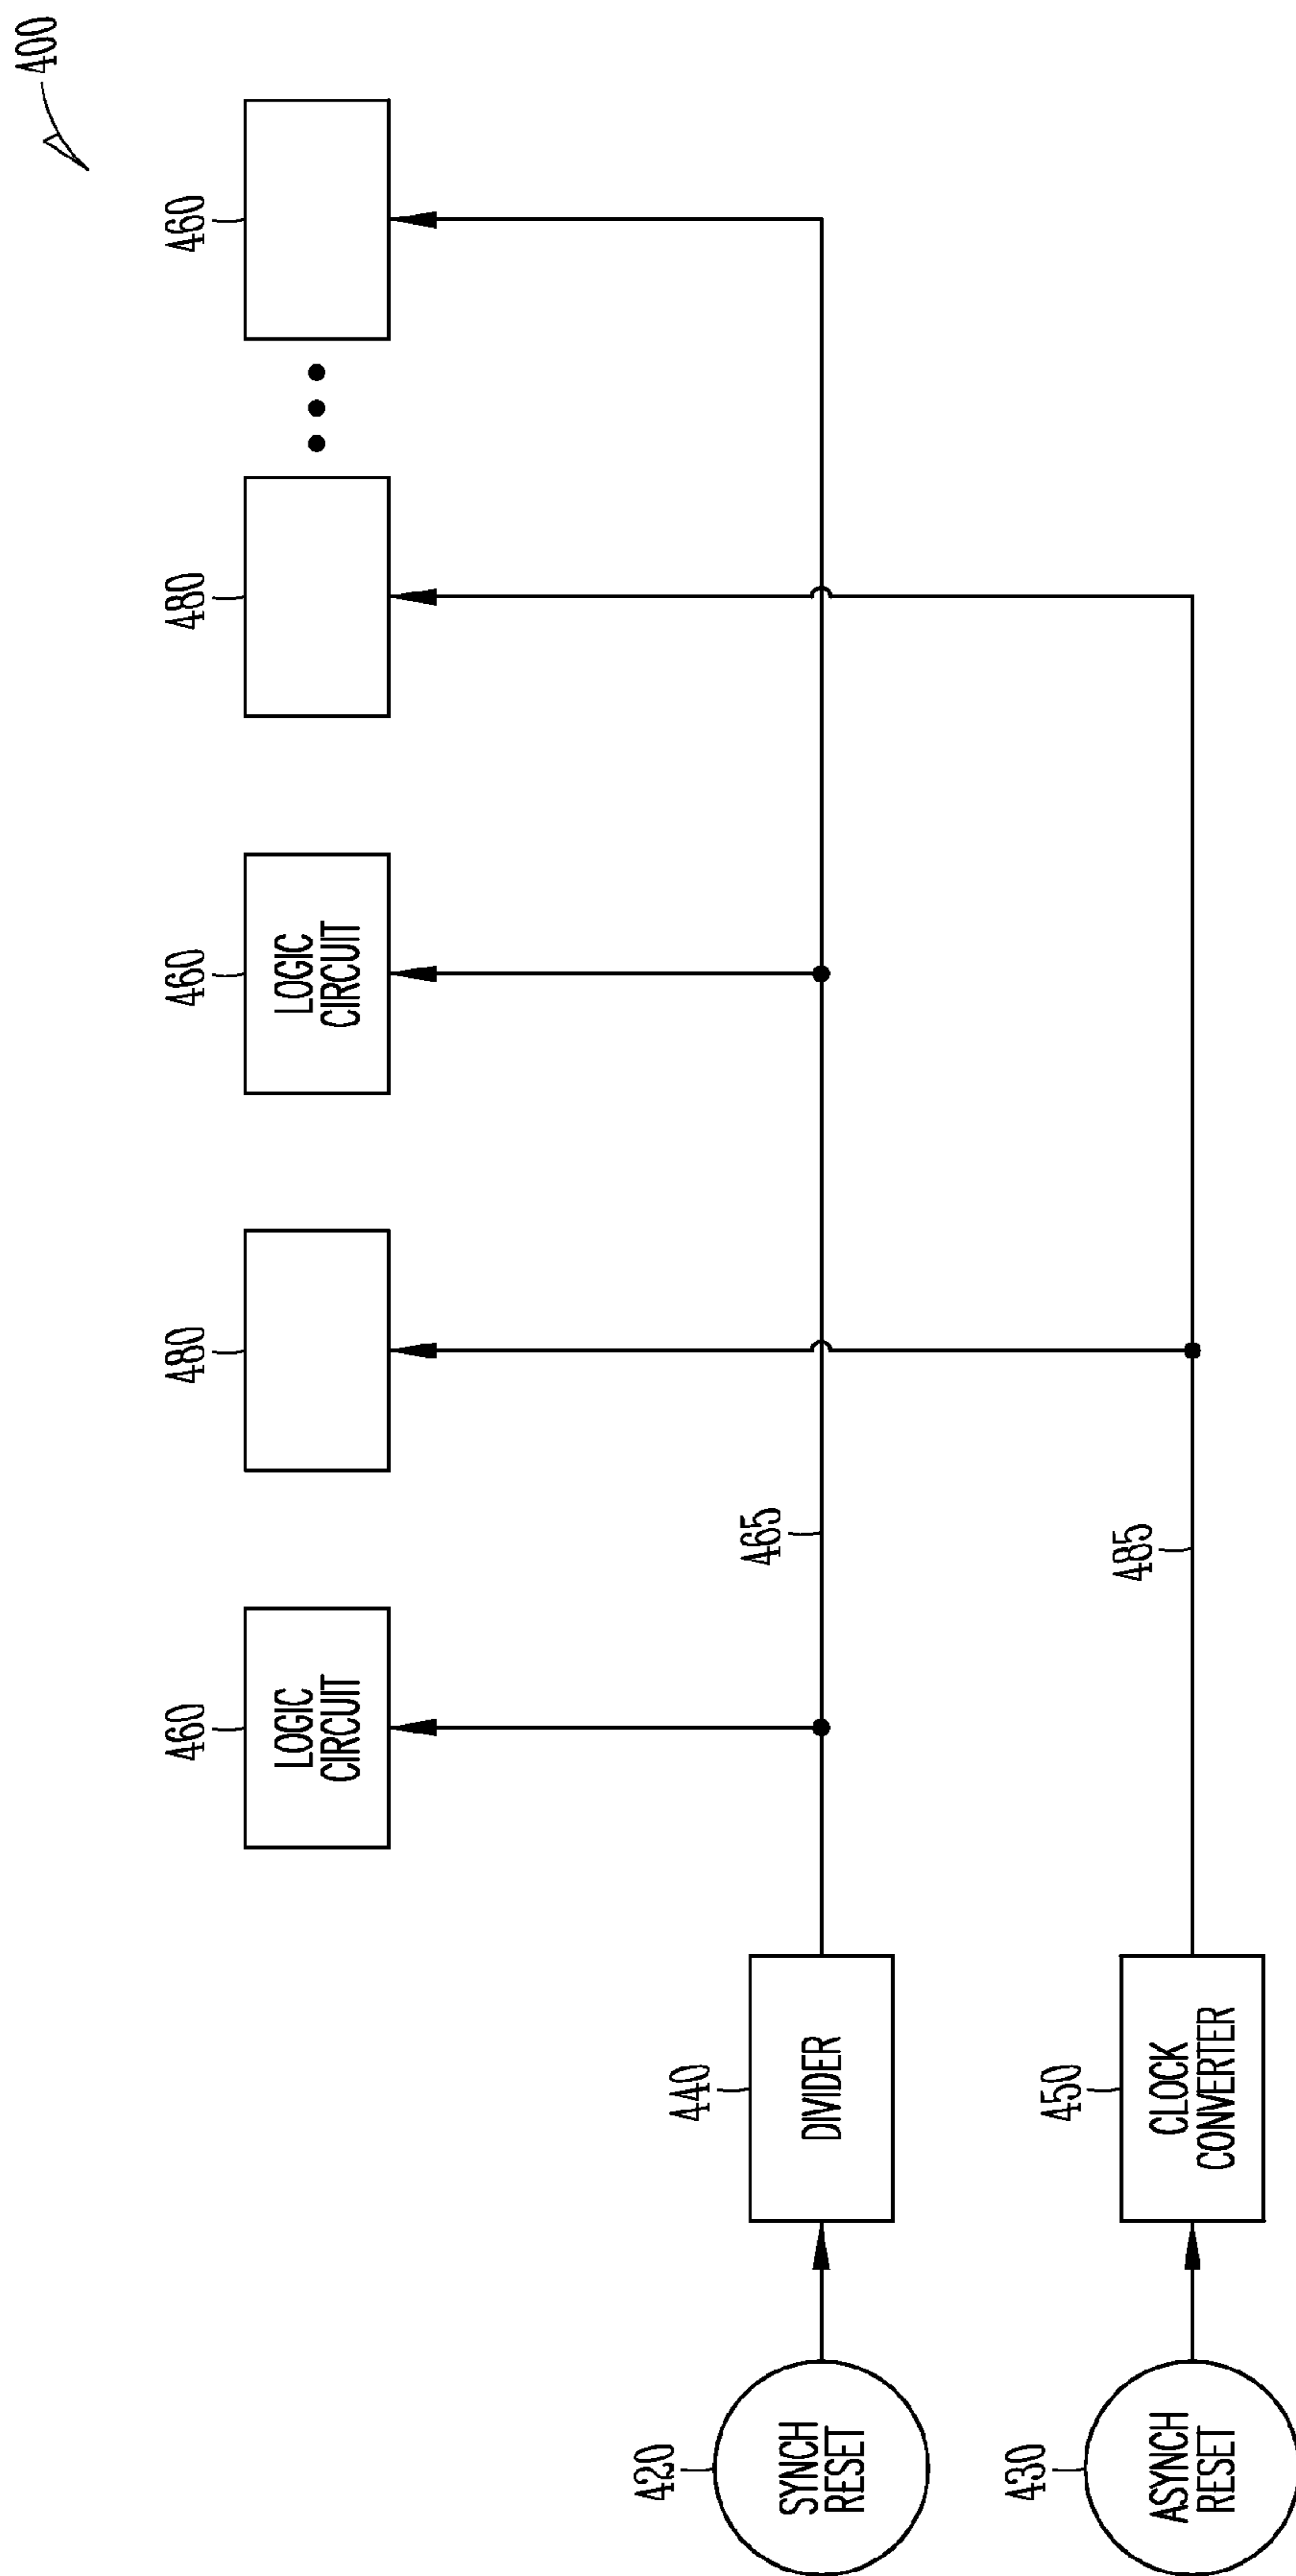 400
460
480
460
480
460
LOGIC
CIRCUIT
LOGIC
CIRCUIT
465
485
440
DIVIDER
450
CLOCK
CONVERTER
420
SYNCH
RESET
430
ASYNCH
RESET